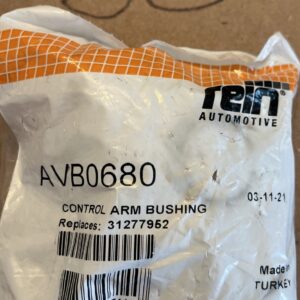 rein
AUTOMOTIVE
AVB0680
03-11-21
CONTROL ARM BUSHING
Replaces: 31277952
Made in
TURKEY